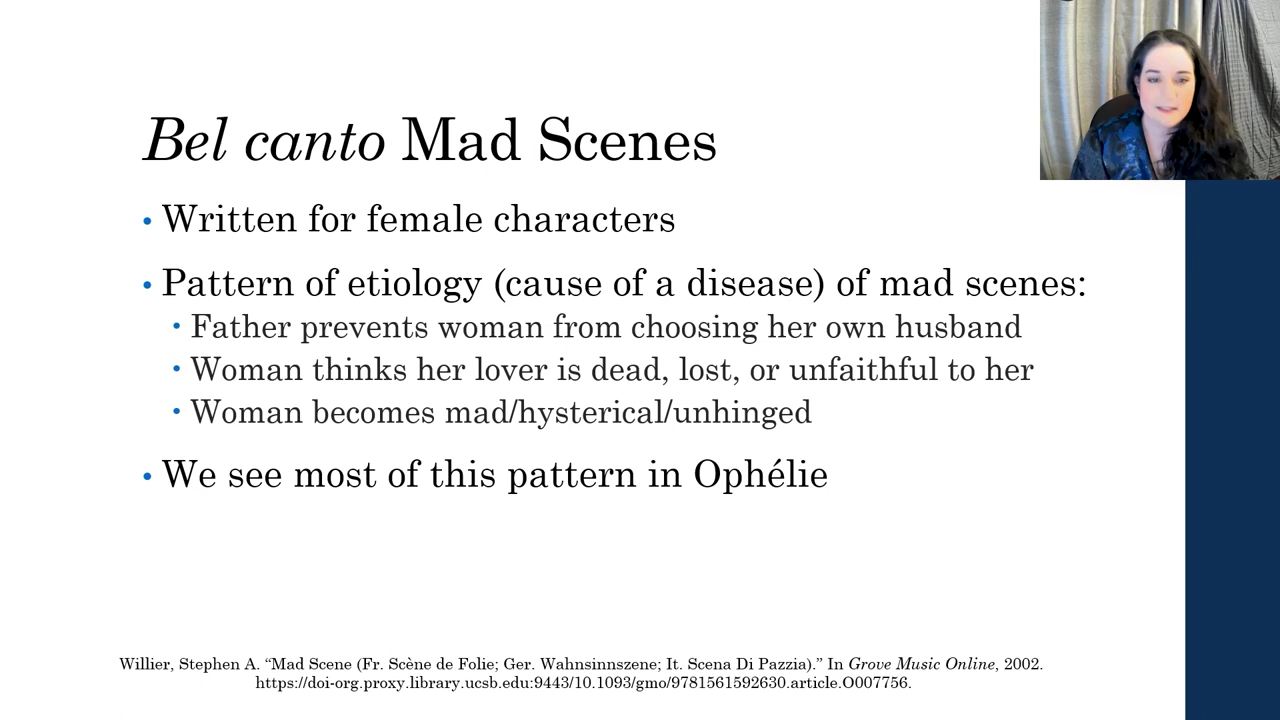 Bel canto Mad Scenes
• Written for female characters
• Pattern of etiology (cause of a disease) of mad scenes:
• Father prevents woman from choosing her own husband
• Woman thinks her lover is dead, lost, or unfaithful to her
• Woman becomes mad/hysterical/unhinged
• We see most of this pattern in Ophélie
Willier, Stephen A. “Mad Scene (Fr. Scène de Folie; Ger. Wahnsinnszene; It. Scena Di Pazzia).” In Grove Music Online, 2002.
https://doi-org.proxy.library.ucsb.edu:9443/10.1093/gmo/9781561592630.article.O007756.